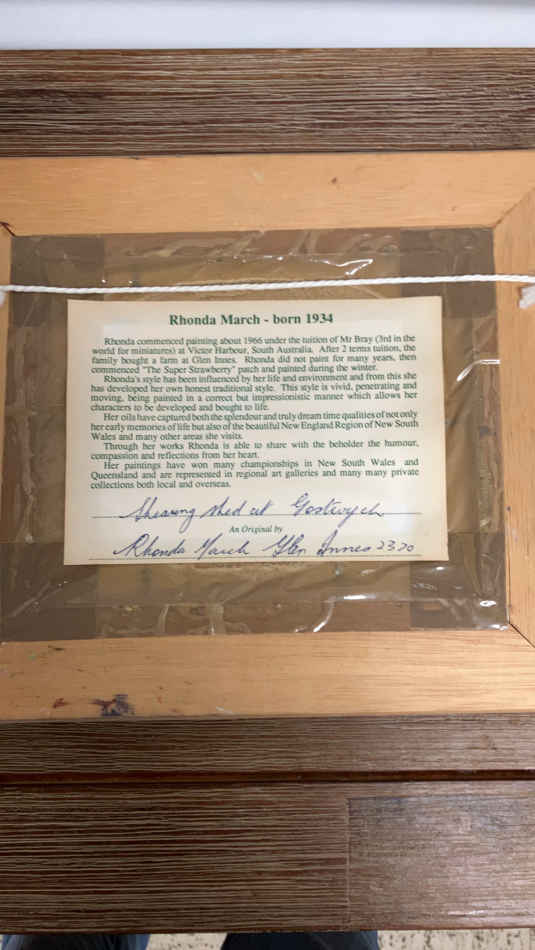 Rhonda March - born 1934
Rhonda commenced painting about 1966 under the tuition of Mr Bray (3rd in the
world for miniatures) at Victor Harbour, South Australia. After 2 terms tuition, the
family bought a farm at Glen Innes. Rhonda did not paint for many years, then
commenced "The Super Strawberry" patch and painted during the winter.
Rhonda's style has been influenced by her life and environment and from this she
has developed her own honest traditional style. This style is vivid, penetrating and
moving, being painted in a correct but impressionistic manner which allows her
characters to be developed and bought to life.
Her oils have captured both the splendour and truly dream time qualities of not only
her early memories of life but also of the beautiful New England Region of New South
Wales and many other areas she visits.
Through her works Rhonda is able to share with the beholder the humour,
compassion and reflections from her heart.
Her paintings have won many championships in New South Wales and
Queensland and are represented in regional art galleries and many many private
collections both local and overseas.
Shearing shed at Gostwych
An Original by
Rhonda March Glen Innes 2370